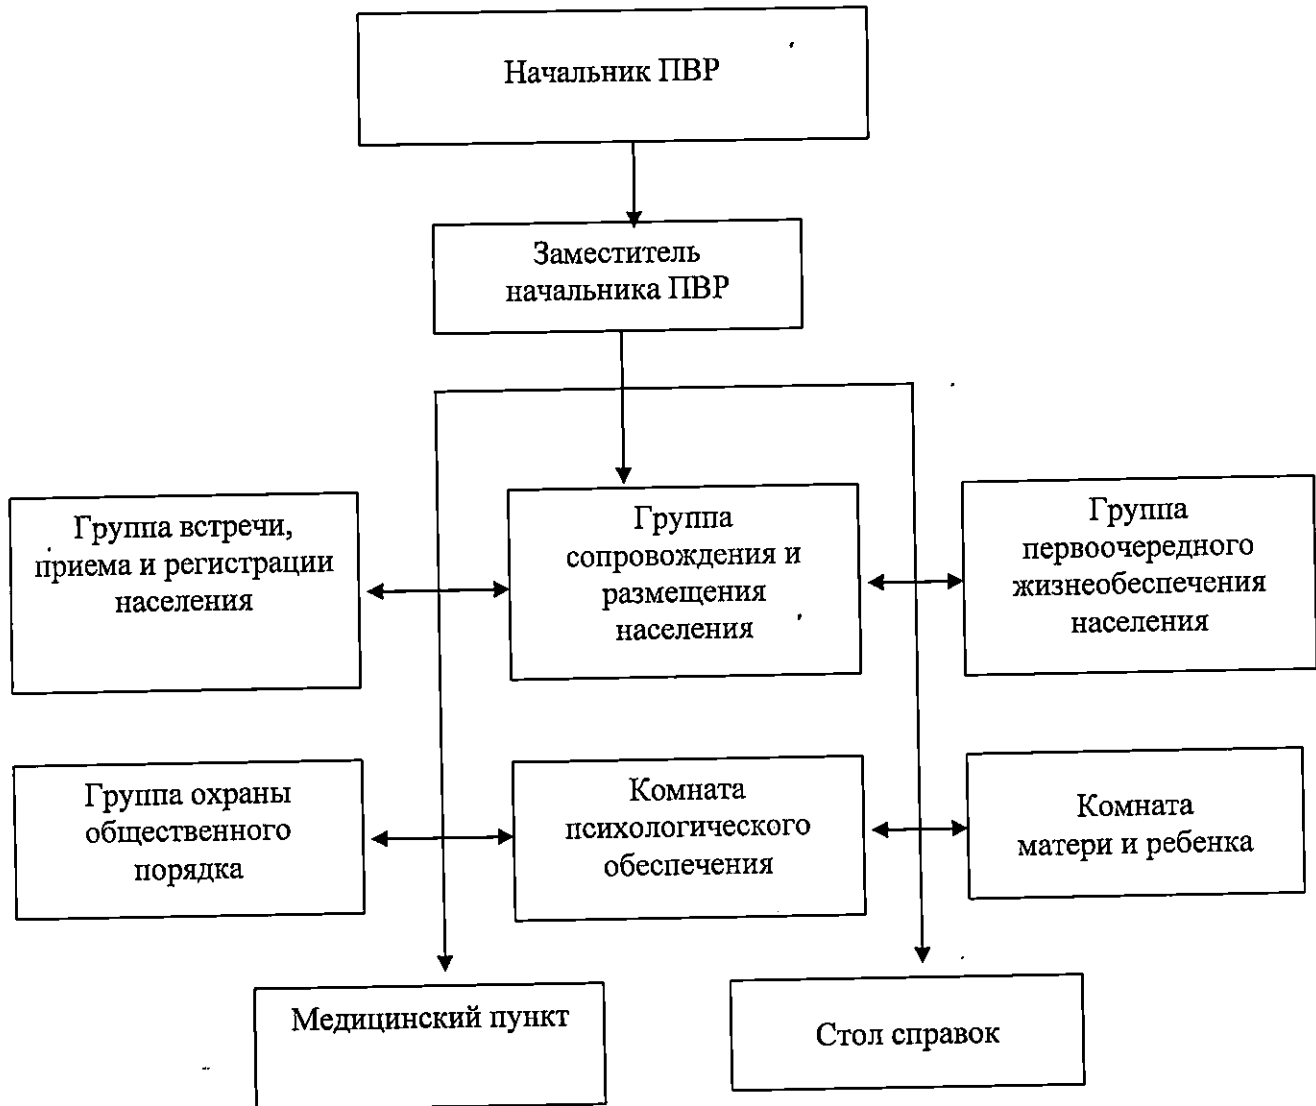 Начальник ПВР
Заместитель
начальника ПВР
Группа встречи,
приема и регистрации
населения
Группа
сопровождения и
размещения
населения
Группа
первоочередного
жизнеобеспечения
населения
Группа охраны
общественного
порядка
Комната
психологического
обеспечения
Комната
матери и ребенка
Медицинский пункт
Стол справок